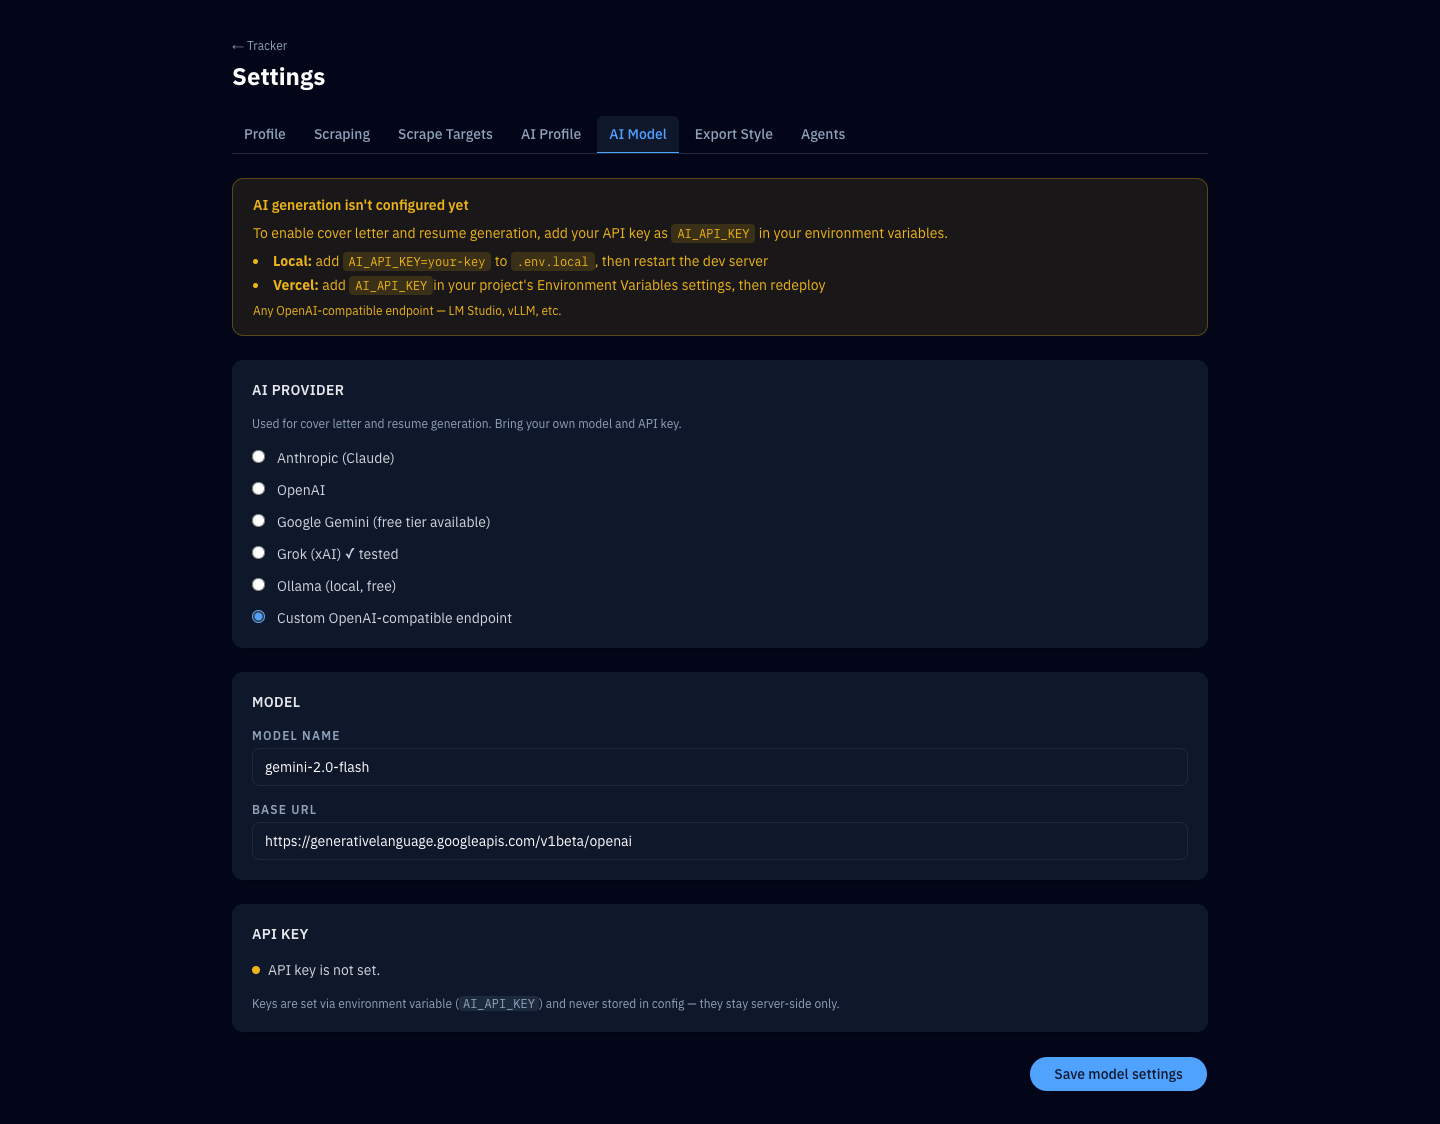 ← Tracker
Settings
Profile Scraping Scrape Targets AI Profile AI Model Export Style Agents
AI generation isn't configured yet
To enable cover letter and resume generation, add your API key as AI_API_KEY in your environment variables.
• Local: add AI_API_KEY=your-key to .env.local, then restart the dev server
• Vercel: add AI_API_KEY in your project's Environment Variables settings, then redeploy
Any OpenAI-compatible endpoint — LM Studio, vLLM, etc.
AI PROVIDER
Used for cover letter and resume generation. Bring your own model and API key.
Anthropic (Claude)
OpenAI
Google Gemini (free tier available)
Grok (xAI) ✓ tested
Ollama (local, free)
Custom OpenAI-compatible endpoint
MODEL
MODEL NAME
gemini-2.0-flash
BASE URL
https://generativelanguage.googleapis.com/v1beta/openai
API KEY
API key is not set.
Keys are set via environment variable (AI_API_KEY) and never stored in config — they stay server-side only.
Save model settings